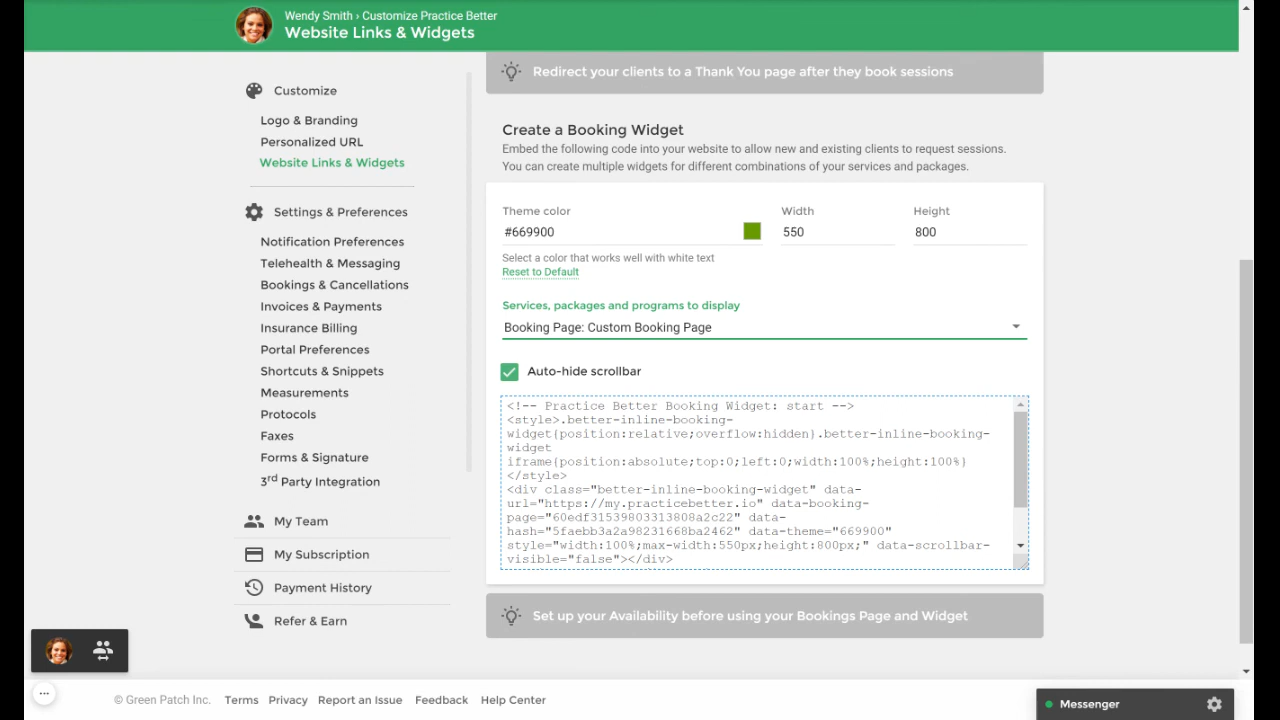 Wendy Smith › Customize Practice Better
Website Links & Widgets
Customize
Logo & Branding
Personalized URL
Website Links & Widgets
Settings & Preferences
Notification Preferences
Telehealth & Messaging
Bookings & Cancellations
Invoices & Payments
Insurance Billing
Portal Preferences
Shortcuts & Snippets
Measurements
Protocols
Faxes
Forms & Signature
3rd Party Integration
My Team
My Subscription
Payment History
Refer & Earn
Redirect your clients to a Thank You page after they book sessions
Create a Booking Widget
Embed the following code into your website to allow new and existing clients to request sessions.
You can create multiple widgets for different combinations of your services and packages.
Theme color Width Height
#669900 550 800
Select a color that works well with white text
Reset to Default
Services, packages and programs to display
Booking Page: Custom Booking Page
Auto-hide scrollbar
<!-- Practice Better Booking Widget: start -->
<style>.better-inline-booking-
widget{position:relative;overflow:hidden}.better-inline-booking-
widget
iframe{position:absolute;top:0;left:0;width:100%;height:100%}
</style>
<div class="better-inline-booking-widget" data-
url="https://my.practicebetter.io" data-booking-
page="60edf31539803313808a2c22" data-
hash="5faebb3a2a98231668ba2462" data-theme="669900"
style="width:100%;max-width:550px;height:800px;" data-scrollbar-
visible="false"></div>
Set up your Availability before using your Bookings Page and Widget
© Green Patch Inc. Terms Privacy Report an Issue Feedback Help Center
Messenger